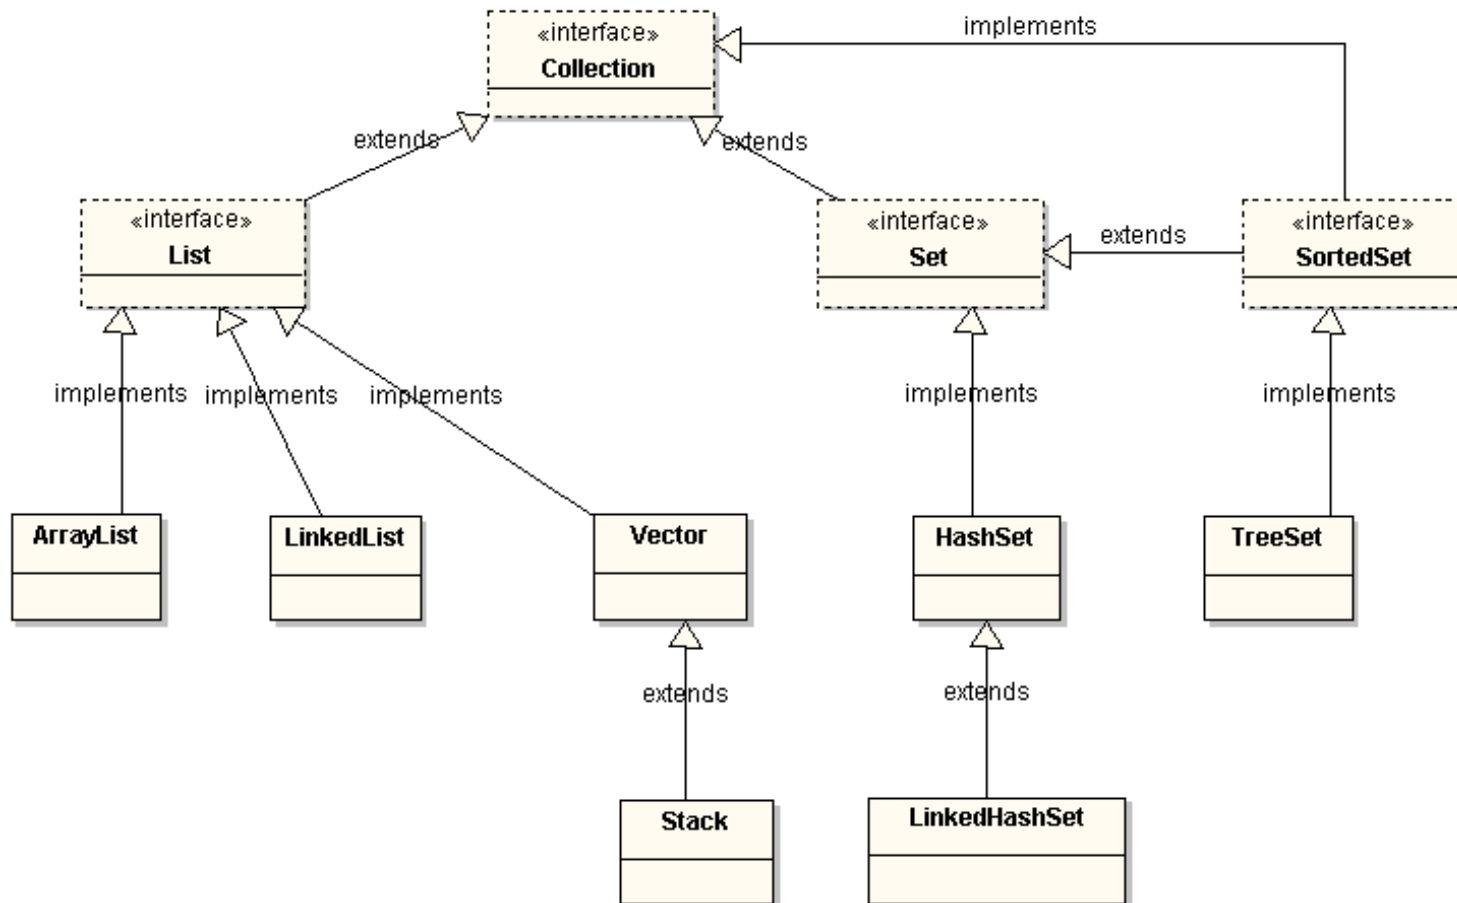 «interface»
Collection
implements
extends
extends
«interface»
List
«interface»
Set
extends
«interface»
SortedSet
implements
implements
implements
implements
implements
ArrayList
LinkedList
Vector
HashSet
TreeSet
extends
extends
Stack
LinkedHashSet